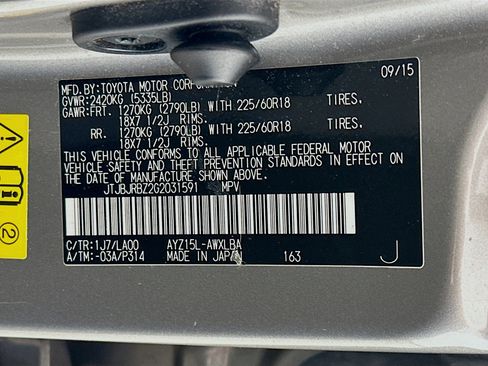 MFD. BY: TOYOTA MOTOR CORPORATION 09/15
GVWR: 2420KG (5335LB)
GAWR: FRT. 1270KG (2790LB) WITH 225/60R18 TIRES.
18X7 1/2J RIMS.
RR. 1270KG (2790LB) WITH 225/60R18 TIRES.
18X7 1/2J RIMS.
THIS VEHICLE CONFORMS TO ALL APPLICABLE FEDERAL MOTOR
VEHICLE SAFETY AND THEFT PREVENTION STANDARDS IN EFFECT ON
THE DATE OF MANUFACTURE SHOWN ABOVE.
JTJBJRBZ2G2031591 MPV
C/TR: 1J7/LA00 AYZ15L-AWXLBA
A/TM: -03A/P314 MADE IN JAPAN 163 J
2